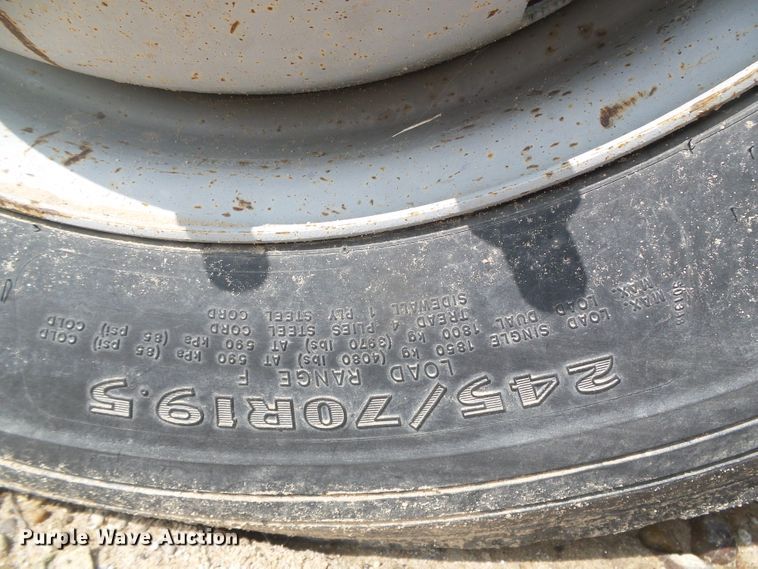 245/70R19.5
LOAD RANGE F
MAX. LOAD SINGLE 1850 kg (4080 lbs) AT 590 kPa (85 psi) COLD
MAX. LOAD DUAL 1800 kg (3970 lbs) AT 590 kPa (85 psi) COLD
TREAD 4 PLIES STEEL CORD
SIDEWALL 1 PLY STEEL CORD
Purple Wave Auction